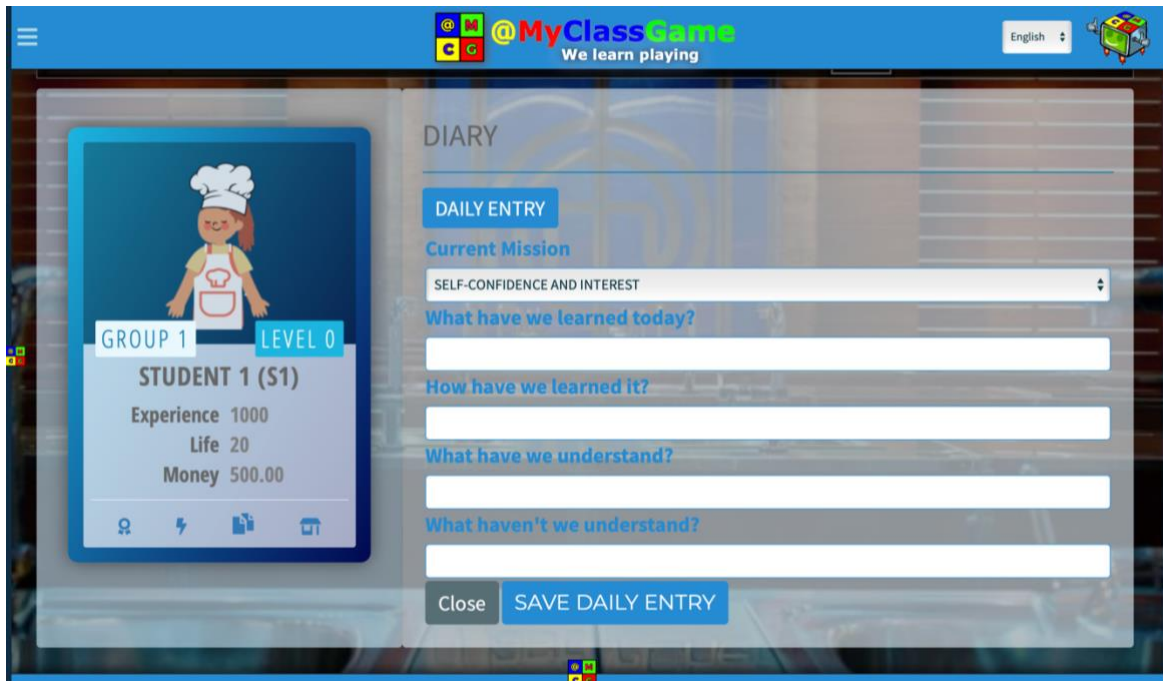 @ M
C G
@MyClassGame
We learn playing
English
DIARY
DAILY ENTRY
Current Mission
SELF-CONFIDENCE AND INTEREST
What have we learned today?
How have we learned it?
What have we understand?
What haven't we understand?
Close
SAVE DAILY ENTRY
GROUP 1
LEVEL 0
STUDENT 1 (S1)
Experience 1000
Life 20
Money 500.00
@ M
C G
@ M
C G